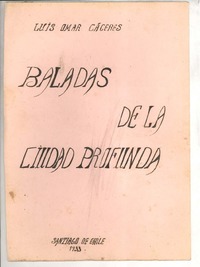 LUIS OMAR CÁCERES
BALADAS
DE LA
CIUDAD PROFUNDA
SANTIAGO DE CHILE